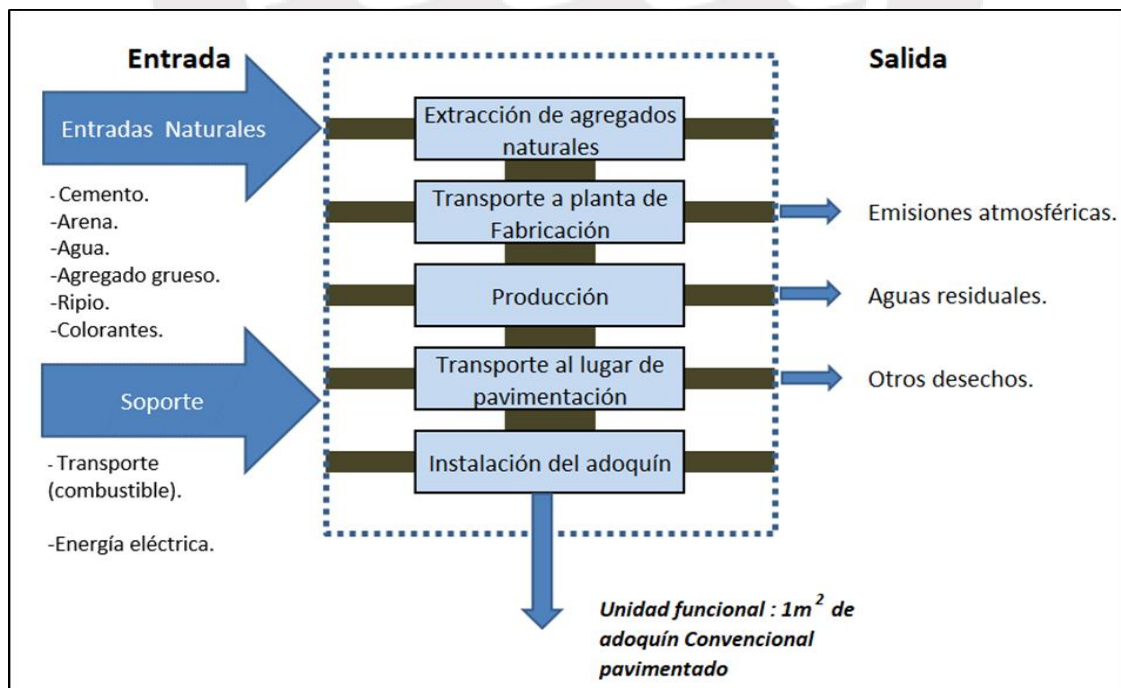 Entrada
Entradas Naturales
- Cemento.
-Arena.
-Agua.
-Agregado grueso.
-Ripio.
-Colorantes.
Soporte
- Transporte
(combustible).
-Energía eléctrica.
Extracción de agregados
naturales
Transporte a planta de
Fabricación
Producción
Transporte al lugar de
pavimentación
Instalación del adoquín
Salida
Emisiones atmosféricas.
Aguas residuales.
Otros desechos.
Unidad funcional : 1m² de
adoquín Convencional
pavimentado